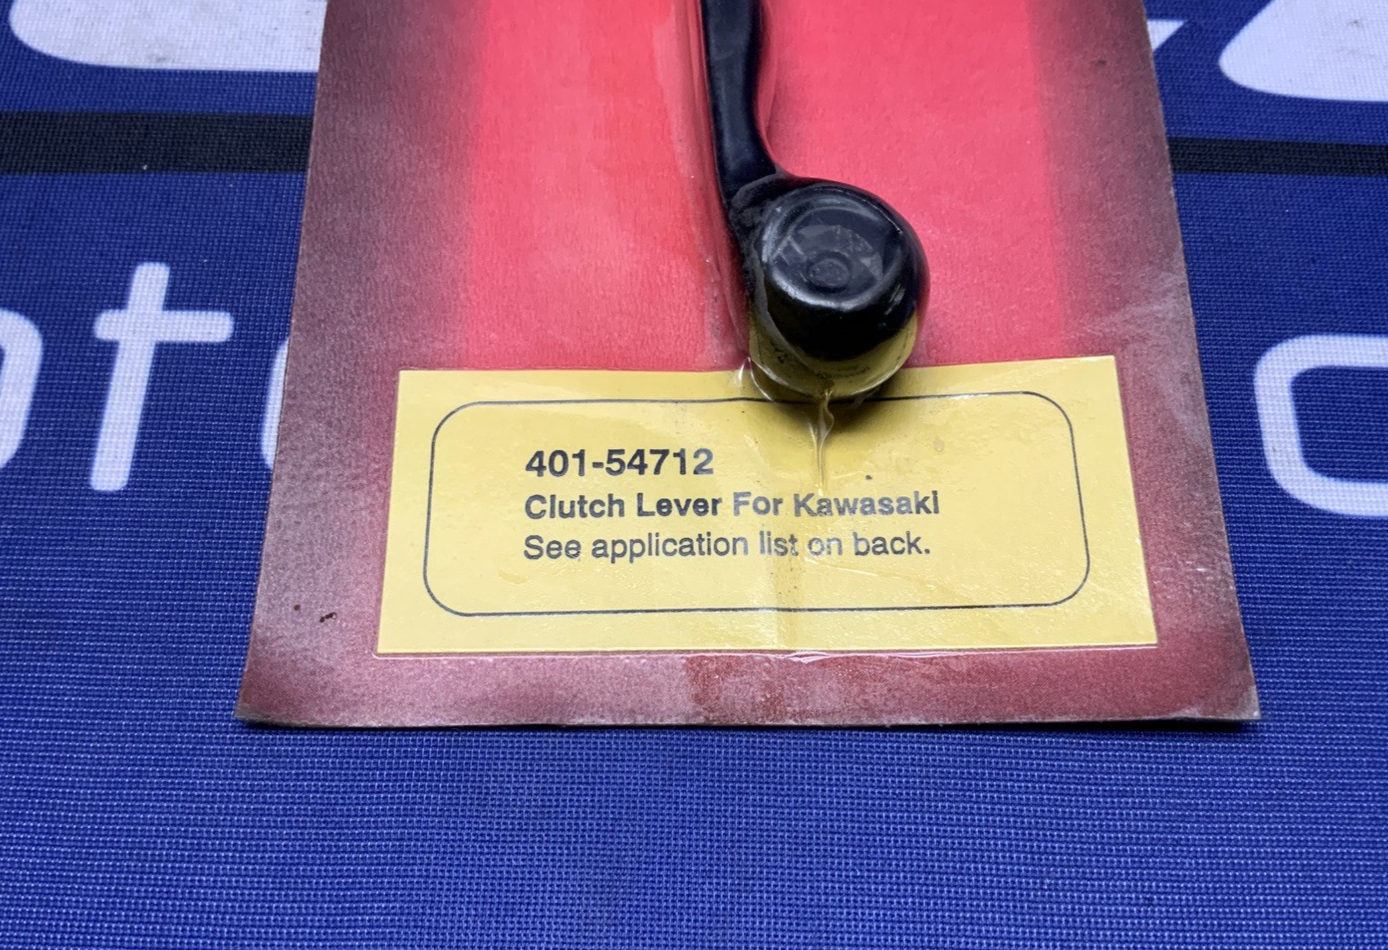 401-54712
Clutch Lever For Kawasaki
See application list on back.